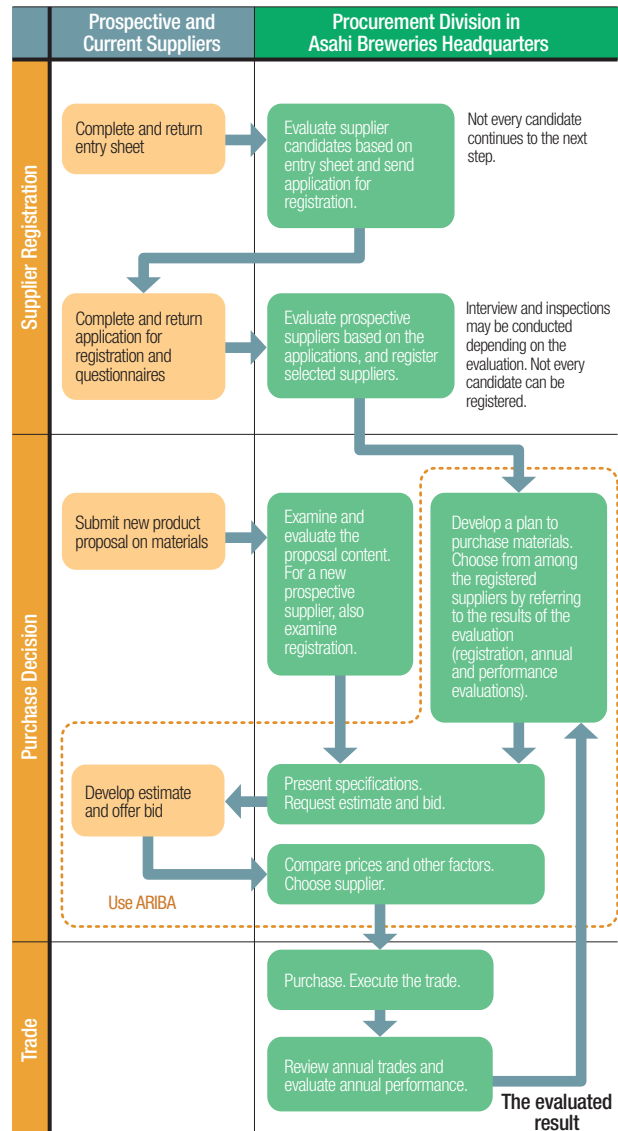 Prospective and
Current Suppliers
Procurement Division in
Asahi Breweries Headquarters
Supplier Registration
Complete and return
entry sheet
Evaluate supplier
candidates based on
entry sheet and send
application for
registration.
Not every candidate
continues to the next
step.
Complete and return
application for
registration and
questionnaires
Evaluate prospective
suppliers based on the
applications, and register
selected suppliers.
Interview and inspections
may be conducted
depending on the
evaluation. Not every
candidate can be
registered.
Purchase Decision
Submit new product
proposal on materials
Examine and
evaluate the
proposal content.
For a new
prospective
supplier, also
examine
registration.
Develop a plan to
purchase materials.
Choose from among
the registered
suppliers by referring
to the results of the
evaluation
(registration, annual
and performance
evaluations).
Develop estimate
and offer bid
Present specifications.
Request estimate and bid.
Compare prices and other factors.
Choose supplier.
Use ARIBA
Trade
Purchase. Execute the trade.
Review annual trades and
evaluate annual performance.
The evaluated
result